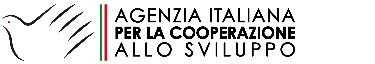 AGENZIA ITALIANA
PER LA COOPERAZIONE
ALLO SVILUPPO